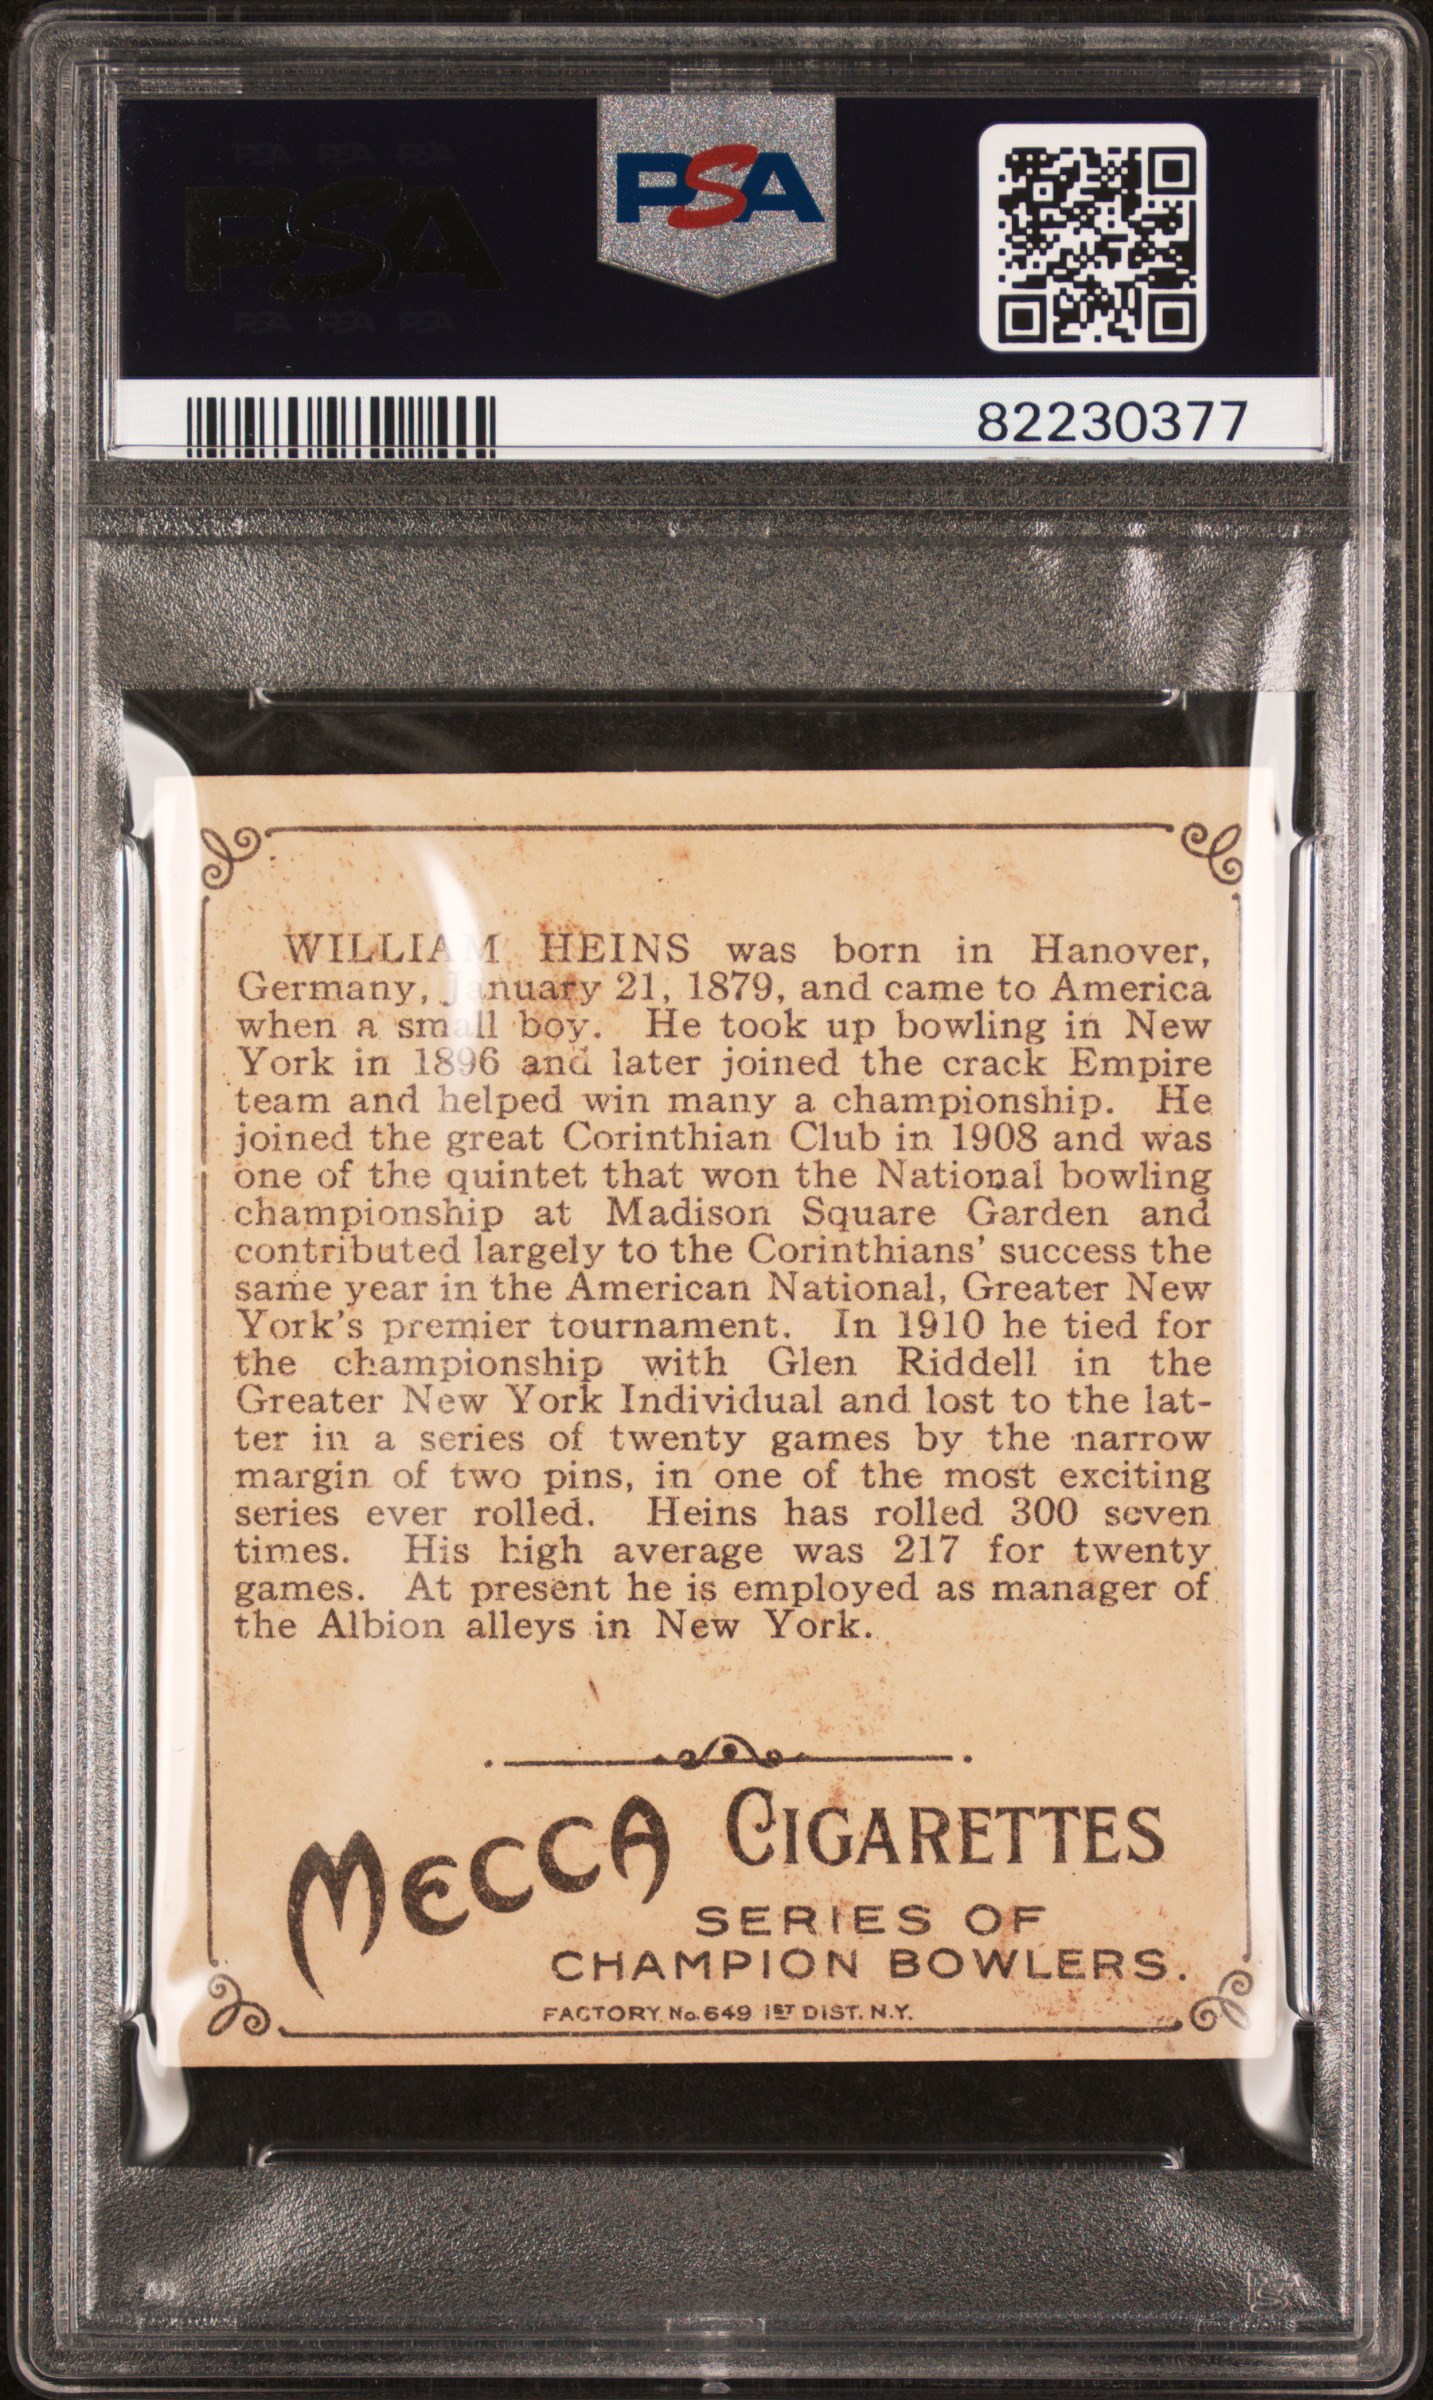 PSA PSA PSA
PSA
PSA PSA PSA
PSA
82230377
WILLIAM HEINS was born in Hanover,
Germany, January 21, 1879, and came to America
when a small boy. He took up bowling in New
York in 1896 and later joined the crack Empire
team and helped win many a championship. He
joined the great Corinthian Club in 1908 and was
one of the quintet that won the National bowling
championship at Madison Square Garden and
contributed largely to the Corinthians' success the
same year in the American National, Greater New
York's premier tournament. In 1910 he tied for
the championship with Glen Riddell in the
Greater New York Individual and lost to the lat-
ter in a series of twenty games by the narrow
margin of two pins, in one of the most exciting
series ever rolled. Heins has rolled 300 seven
times. His high average was 217 for twenty
games. At present he is employed as manager of
the Albion alleys in New York.
MECCA CIGARETTES
SERIES OF
CHAMPION BOWLERS.
FACTORY No. 649 1ST DIST. N.Y.
PSA